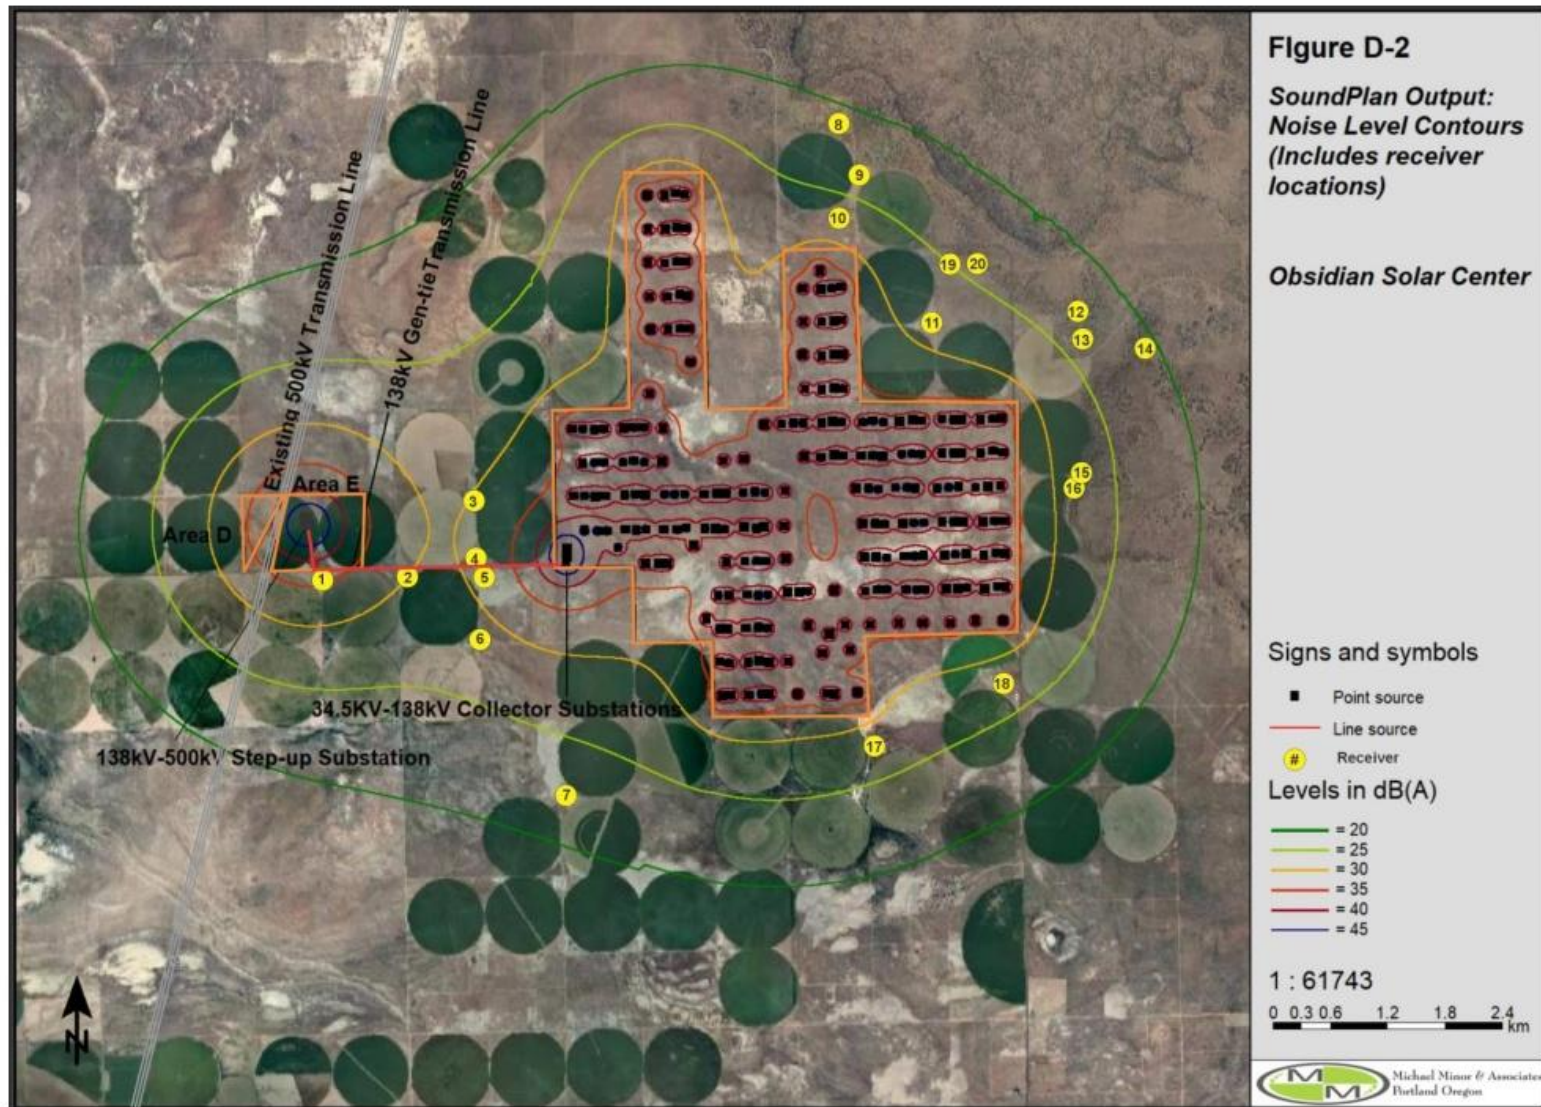 FIgure D-2
SoundPlan Output:
Noise Level Contours
(Includes receiver
locations)
Obsidian Solar Center
Existing 500kV Transmission Line
138kV Gen-tieTransmission Line
Area E
Area D
34.5KV-138kV Collector Substations
138kV-500kV Step-up Substation
8
9
10
19
20
12
11
13
14
15
3
16
4
5
1
2
6
18
17
7
N
Signs and symbols
Point source
Line source
# Receiver
Levels in dB(A)
= 20
= 25
= 30
= 35
= 40
= 45
1 : 61743
0 0.3 0.6 1.2 1.8 2.4
km
MM
Michael Minor & Associates
Portland Oregon